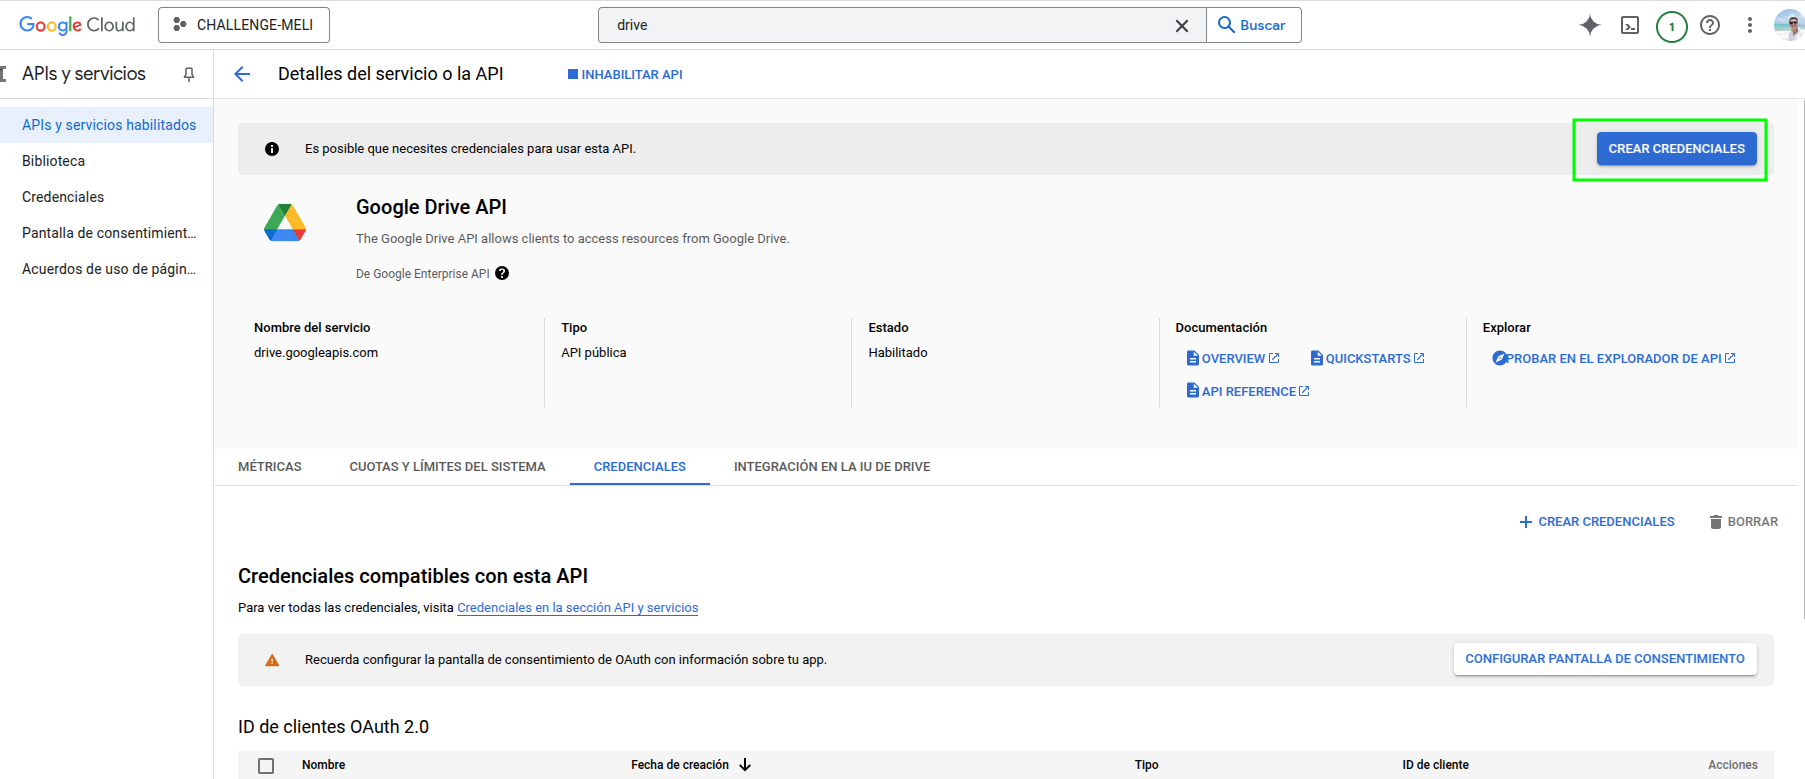 Google Cloud
CHALLENGE-MELI
drive
Buscar
1
APIs y servicios
Detalles del servicio o la API
INHABILITAR API
APIs y servicios habilitados
Biblioteca
Credenciales
Pantalla de consentimient...
Acuerdos de uso de págin...
Es posible que necesites credenciales para usar esta API.
CREAR CREDENCIALES
Google Drive API
The Google Drive API allows clients to access resources from Google Drive.
De Google Enterprise API
Nombre del servicio
drive.googleapis.com
Tipo
API pública
Estado
Habilitado
Documentación
OVERVIEW
QUICKSTARTS
API REFERENCE
Explorar
PROBAR EN EL EXPLORADOR DE API
MÉTRICAS
CUOTAS Y LÍMITES DEL SISTEMA
CREDENCIALES
INTEGRACIÓN EN LA IU DE DRIVE
CREAR CREDENCIALES
BORRAR
Credenciales compatibles con esta API
Para ver todas las credenciales, visita Credenciales en la sección API y servicios
Recuerda configurar la pantalla de consentimiento de OAuth con información sobre tu app.
CONFIGURAR PANTALLA DE CONSENTIMIENTO
ID de clientes OAuth 2.0
Nombre
Fecha de creación
Tipo
ID de cliente
Acciones